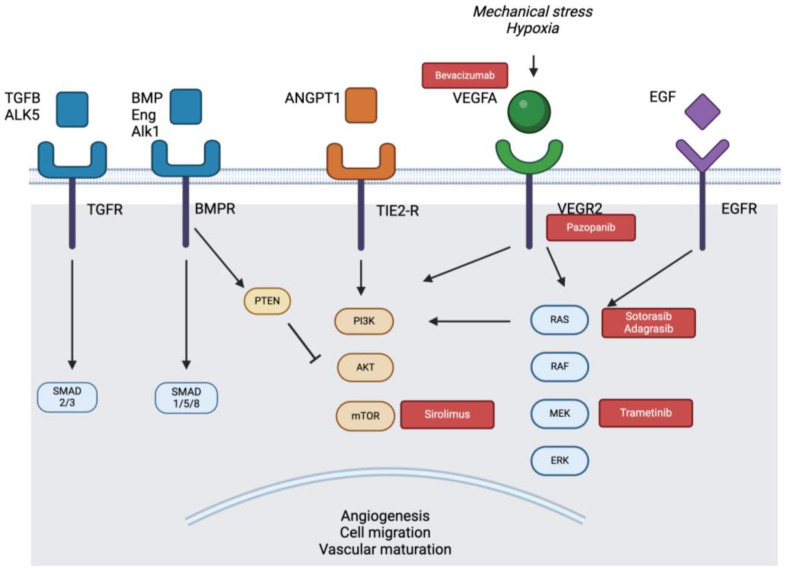 Mechanical stress
Hypoxia
Bevacizumab
TGFB
ALK5
BMP
Eng
Alk1
ANGPT1
VEGFA
EGF
TGFR
BMPR
TIE2-R
VEGR2
EGFR
Pazopanib
PTEN
PI3K
RAS
Sotorasib
Adagrasib
AKT
RAF
SMAD
2/3
SMAD
1/5/8
mTOR
Sirolimus
MEK
Trametinib
ERK
Angiogenesis
Cell migration
Vascular maturation